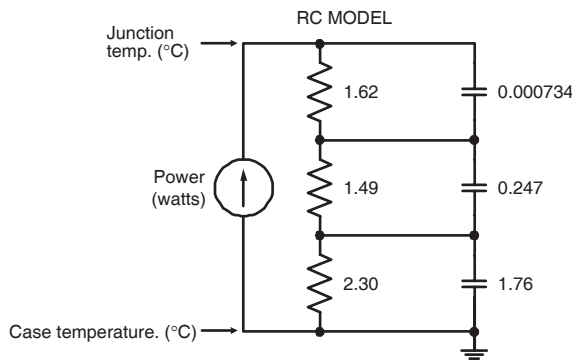 RC MODEL
Junction
temp. (°C)
1.62
0.000734
Power
(watts)
1.49
0.247
2.30
1.76
Case temperature. (°C)